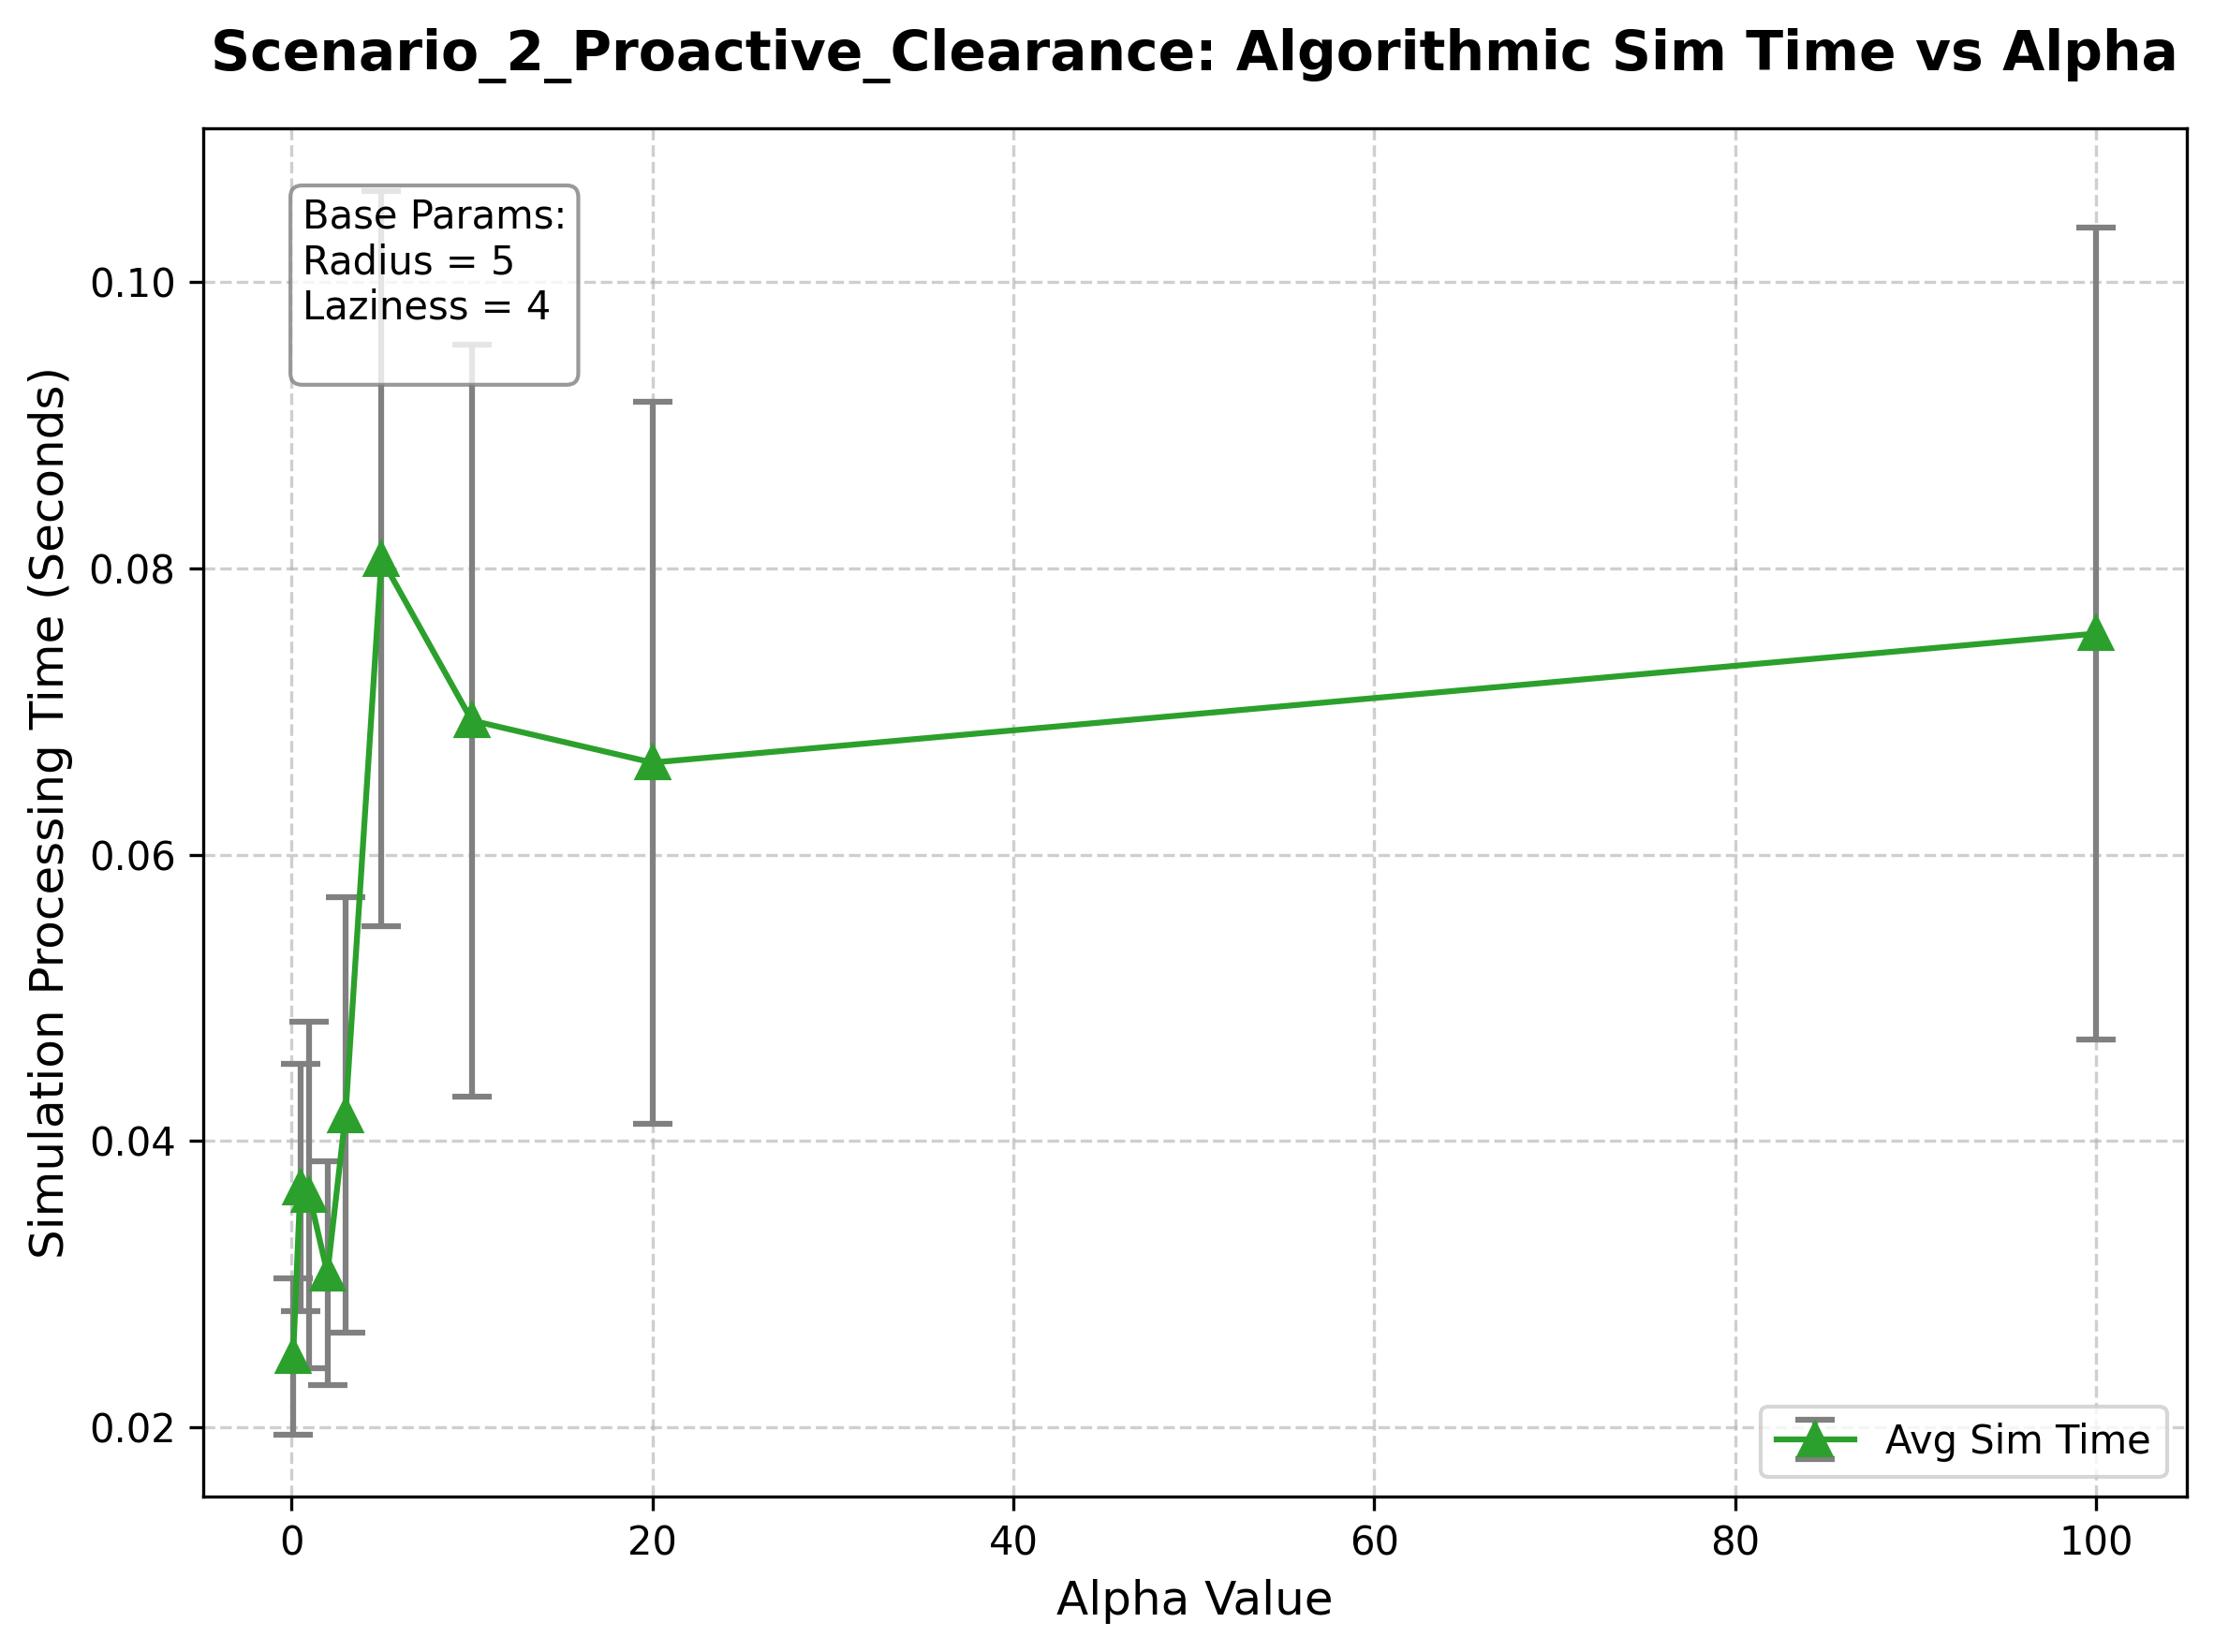 Scenario_2_Proactive_Clearance: Algorithmic Sim Time vs Alpha
Base Params:
Radius = 5
Laziness = 4
Simulation Processing Time (Seconds)
0.10
0.08
0.06
0.04
0.02
Avg Sim Time
0 20 40 60 80 100
Alpha Value